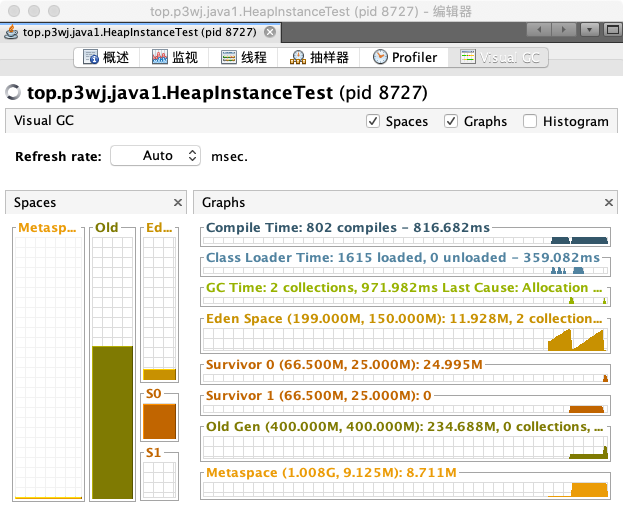 top.p3wj.java1.HeapInstanceTest (pid 8727) - 编辑器
top.p3wj.java1.HeapInstanceTest (pid 8727)
概述 监视 线程 抽样器 Profiler Visual GC
top.p3wj.java1.HeapInstanceTest (pid 8727)
Visual GC Spaces Graphs Histogram
Refresh rate: Auto msec.
Spaces
Metasp...
Old
Ed...
S0
S1
Graphs
Compile Time: 802 compiles - 816.682ms
Class Loader Time: 1615 loaded, 0 unloaded - 359.082ms
GC Time: 2 collections, 971.982ms Last Cause: Allocation ...
Eden Space (199.000M, 150.000M): 11.928M, 2 collection...
Survivor 0 (66.500M, 25.000M): 24.995M
Survivor 1 (66.500M, 25.000M): 0
Old Gen (400.000M, 400.000M): 234.688M, 0 collections, ...
Metaspace (1.008G, 9.125M): 8.711M